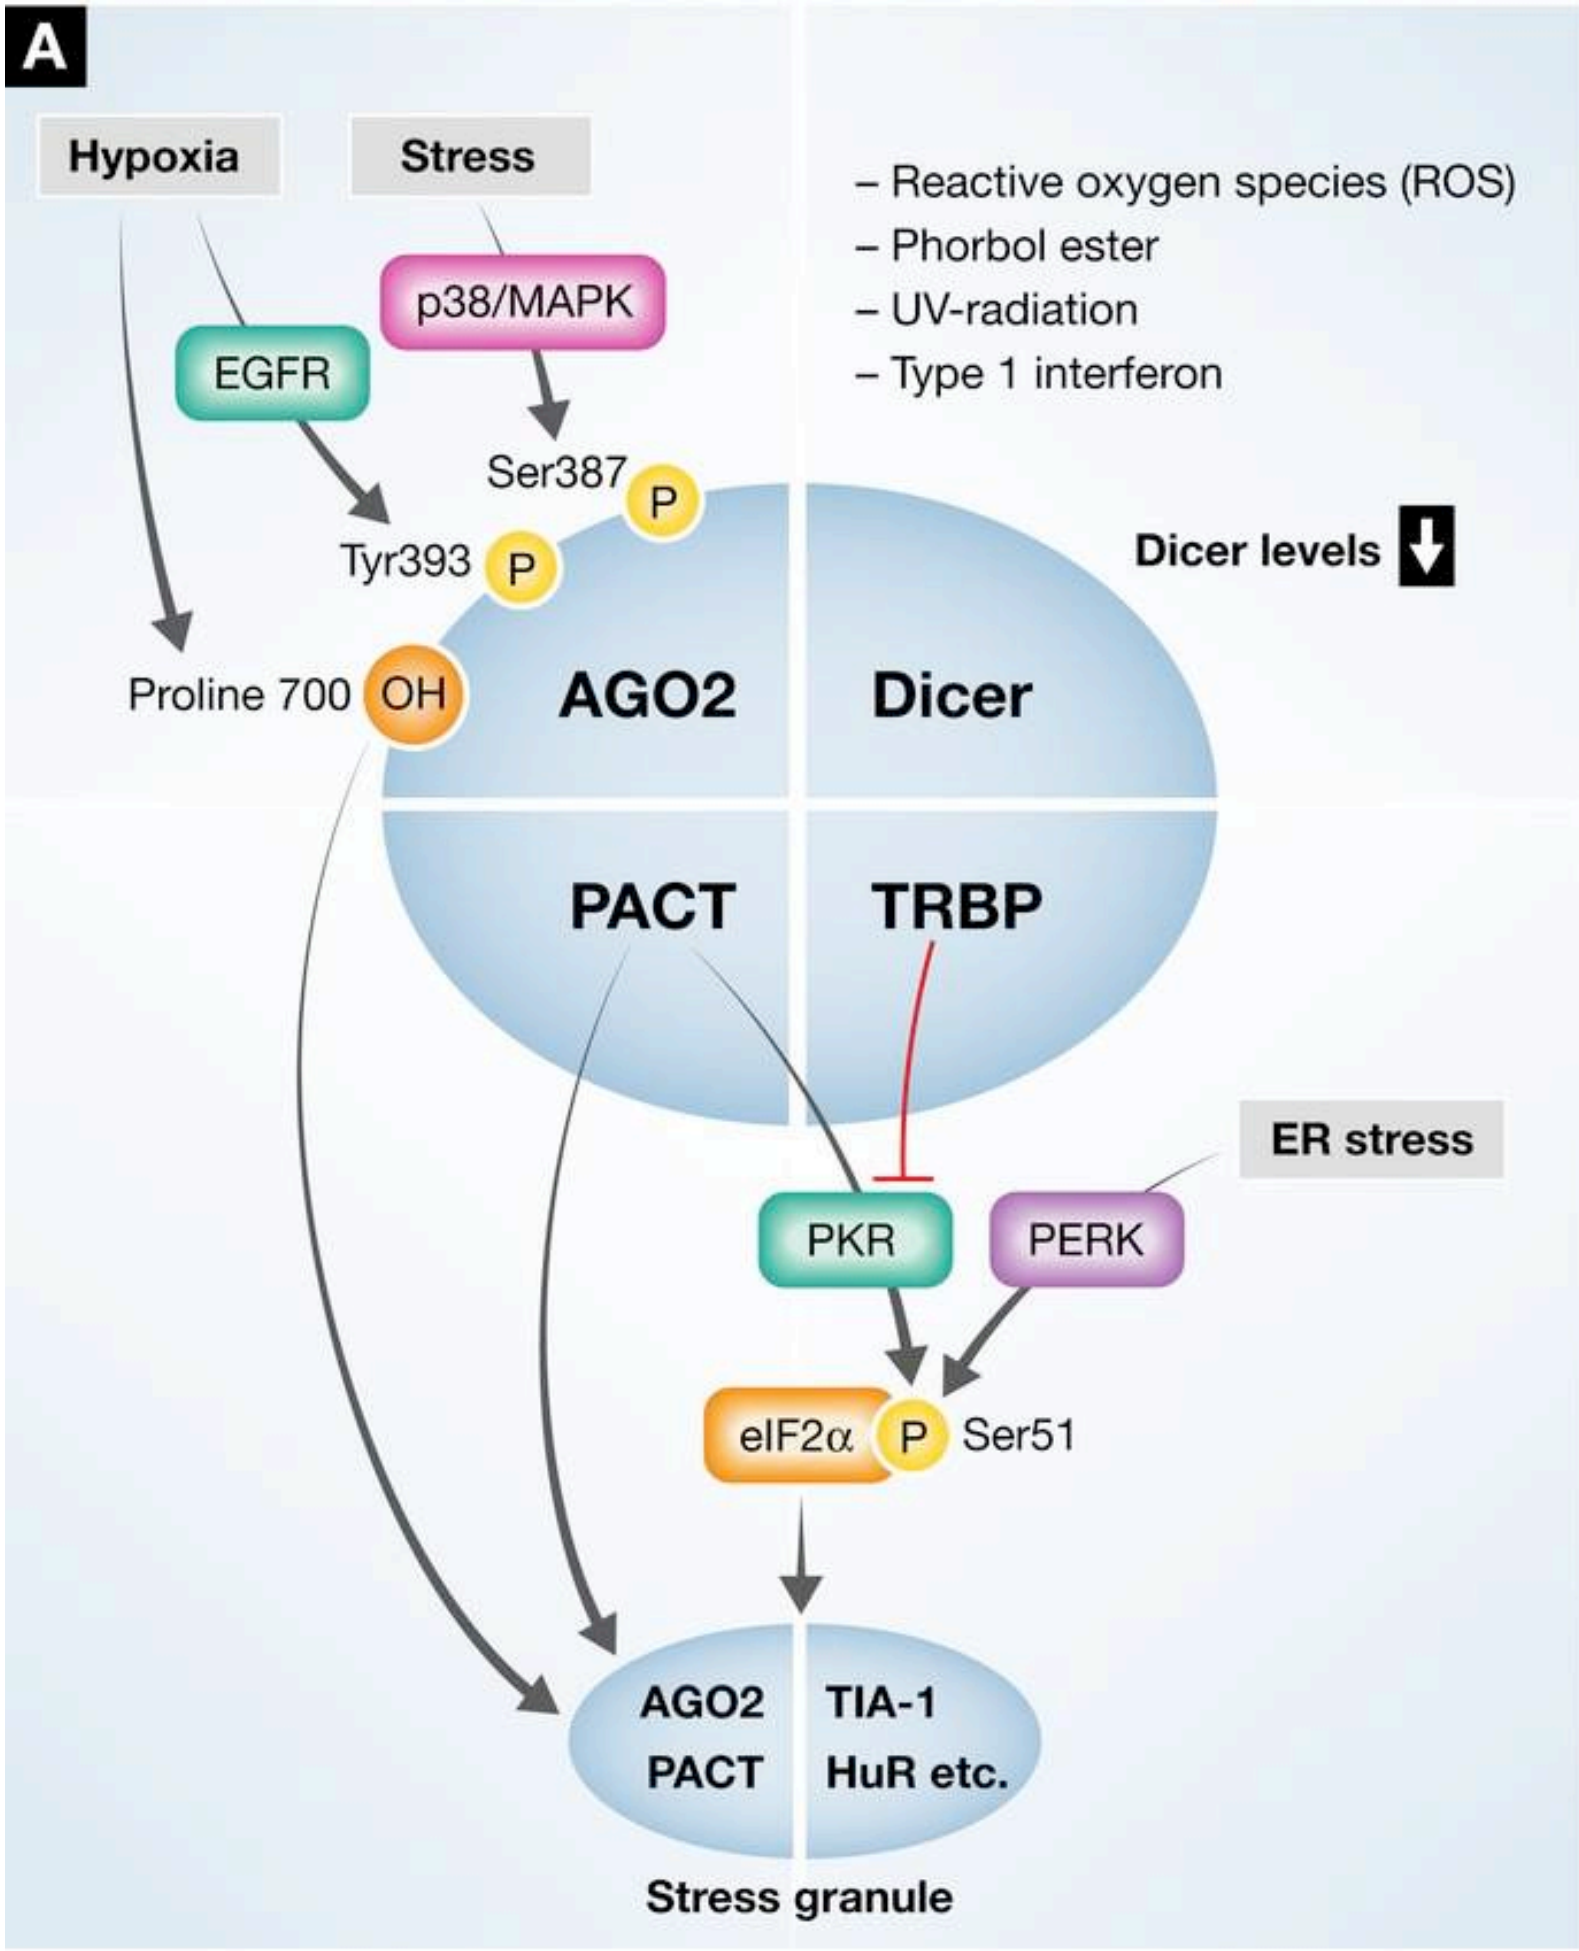 A
Hypoxia
Stress
– Reactive oxygen species (ROS)
– Phorbol ester
– UV-radiation
– Type 1 interferon
p38/MAPK
EGFR
Ser387
P
Tyr393
P
Dicer levels
Proline 700
OH
AGO2
Dicer
PACT
TRBP
ER stress
PKR
PERK
eIF2α
P
Ser51
AGO2
TIA-1
PACT
HuR etc.
Stress granule